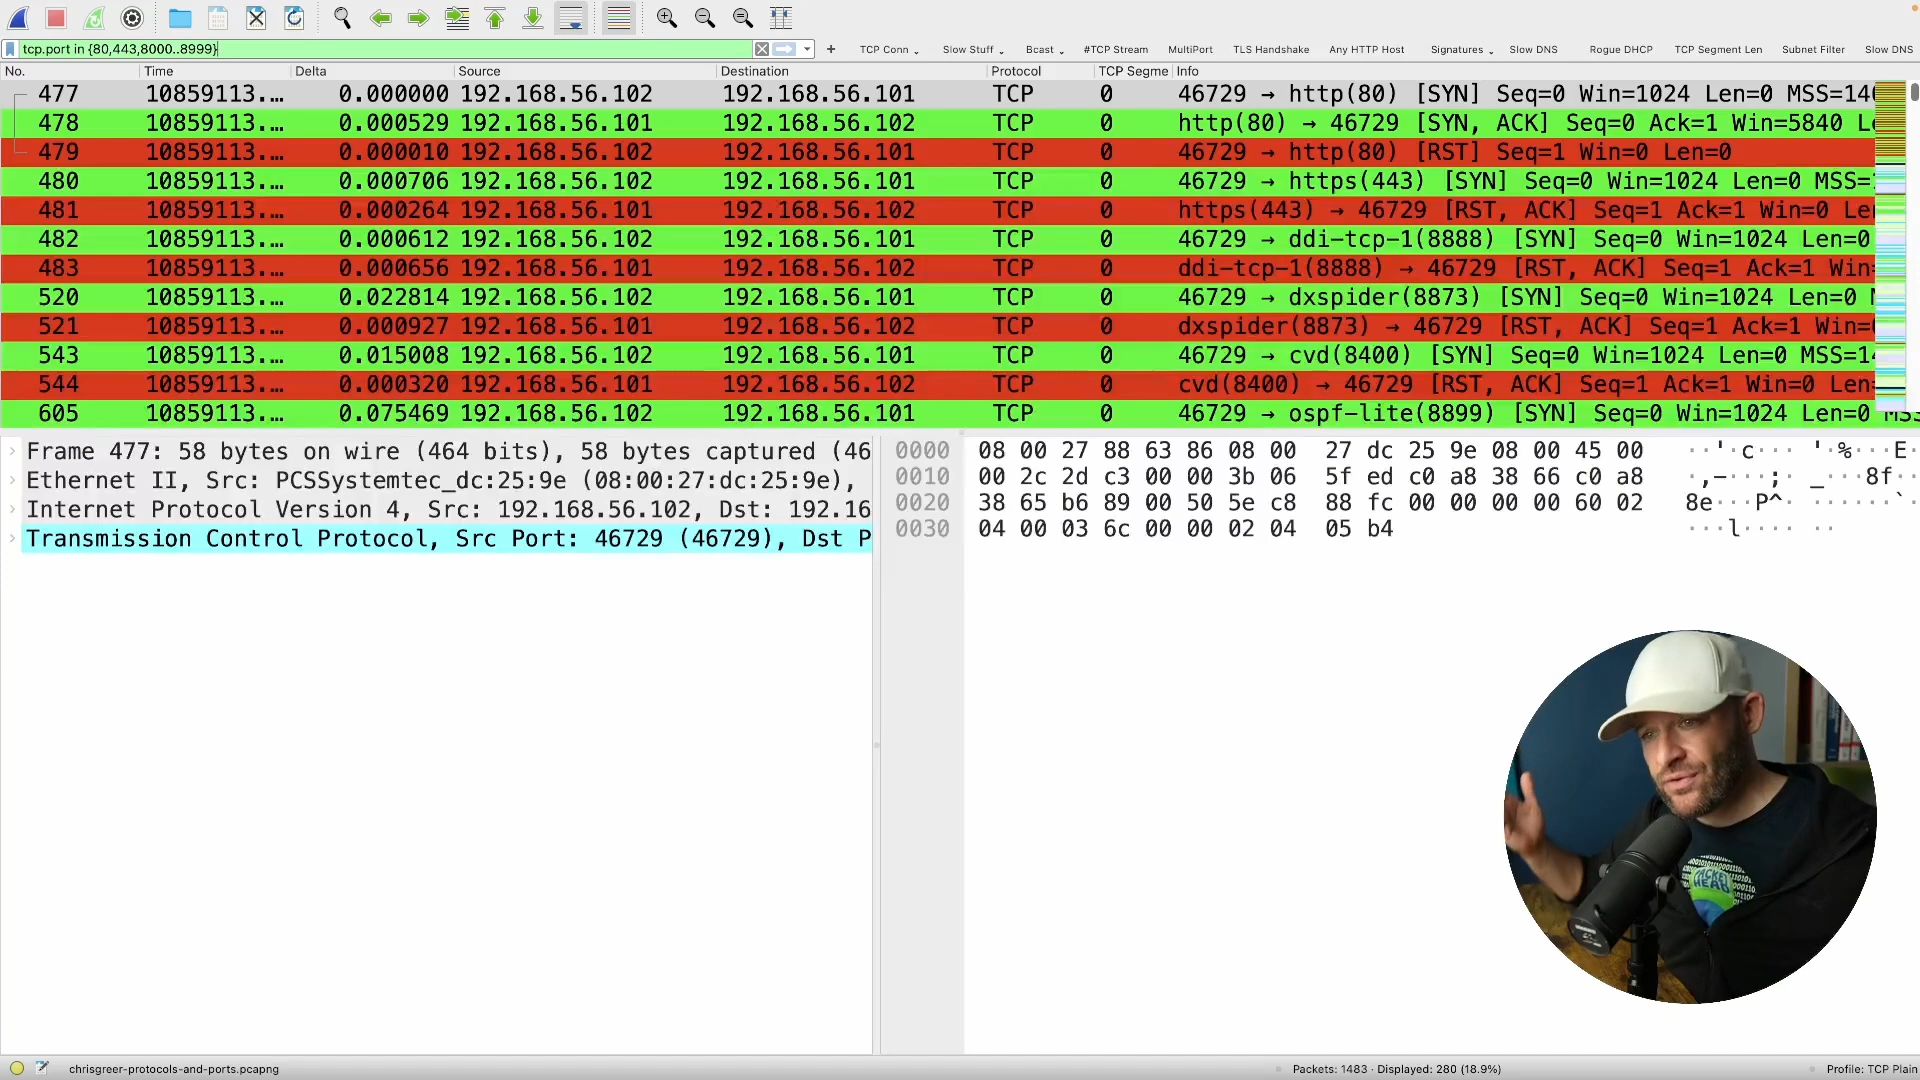 tcp.port in {80,443,8000..8999}
TCP Conn Slow Stuff Bcast #TCP Stream MultiPort TLS Handshake Any HTTP Host Signatures Slow DNS Rogue DHCP TCP Segment Len Subnet Filter Slow DNS
No. Time Delta Source Destination Protocol TCP Segme Info
477 10859113.… 0.000000 192.168.56.102 192.168.56.101 TCP 0 46729 → http(80) [SYN] Seq=0 Win=1024 Len=0 MSS=146
478 10859113.… 0.000529 192.168.56.101 192.168.56.102 TCP 0 http(80) → 46729 [SYN, ACK] Seq=0 Ack=1 Win=5840 Le
479 10859113.… 0.000010 192.168.56.102 192.168.56.101 TCP 0 46729 → http(80) [RST] Seq=1 Win=0 Len=0
480 10859113.… 0.000706 192.168.56.102 192.168.56.101 TCP 0 46729 → https(443) [SYN] Seq=0 Win=1024 Len=0 MSS=1
481 10859113.… 0.000264 192.168.56.101 192.168.56.102 TCP 0 https(443) → 46729 [RST, ACK] Seq=1 Ack=1 Win=0 Len
482 10859113.… 0.000612 192.168.56.102 192.168.56.101 TCP 0 46729 → ddi-tcp-1(8888) [SYN] Seq=0 Win=1024 Len=0
483 10859113.… 0.000656 192.168.56.101 192.168.56.102 TCP 0 ddi-tcp-1(8888) → 46729 [RST, ACK] Seq=1 Ack=1 Win=
520 10859113.… 0.022814 192.168.56.102 192.168.56.101 TCP 0 46729 → dxspider(8873) [SYN] Seq=0 Win=1024 Len=0 M
521 10859113.… 0.000927 192.168.56.101 192.168.56.102 TCP 0 dxspider(8873) → 46729 [RST, ACK] Seq=1 Ack=1 Win=0
543 10859113.… 0.015008 192.168.56.102 192.168.56.101 TCP 0 46729 → cvd(8400) [SYN] Seq=0 Win=1024 Len=0 MSS=14
544 10859113.… 0.000320 192.168.56.101 192.168.56.102 TCP 0 cvd(8400) → 46729 [RST, ACK] Seq=1 Ack=1 Win=0 Len=
605 10859113.… 0.075469 192.168.56.102 192.168.56.101 TCP 0 46729 → ospf-lite(8899) [SYN] Seq=0 Win=1024 Len=0 MSS
Frame 477: 58 bytes on wire (464 bits), 58 bytes captured (46
Ethernet II, Src: PCSSystemtec_dc:25:9e (08:00:27:dc:25:9e),
Internet Protocol Version 4, Src: 192.168.56.102, Dst: 192.16
Transmission Control Protocol, Src Port: 46729 (46729), Dst P
0000 08 00 27 88 63 86 08 00 27 dc 25 9e 08 00 45 00 ··'·c··· '·%···E·
0010 00 2c 2d c3 00 00 3b 06 5f ed c0 a8 38 66 c0 a8 ·,-···;· _···8f··
0020 38 65 b6 89 00 50 5e c8 88 fc 00 00 00 00 60 02 8e···P^· ······`·
0030 04 00 03 6c 00 00 02 04 05 b4 ···l···· ··
PACKET
HEAD
chrisgreer-protocols-and-ports.pcapng
Packets: 1483 · Displayed: 280 (18.9%)
Profile: TCP Plain